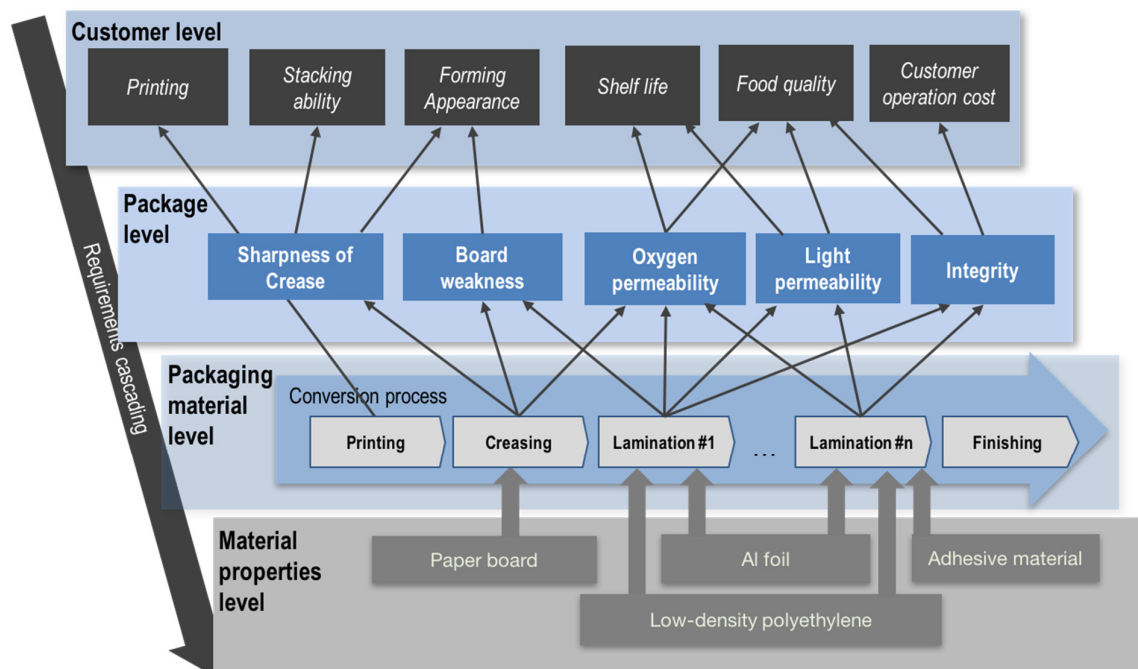 Customer level
Printing
Stacking
ability
Forming
Appearance
Shelf life
Food quality
Customer
operation cost
Package
level
Sharpness of
Crease
Board
weakness
Oxygen
permeability
Light
permeability
Integrity
Requirements cascading
Packaging
material
level
Conversion process
Printing
Creasing
Lamination #1
...
Lamination #n
Finishing
Material
properties
level
Paper board
Al foil
Adhesive material
Low-density polyethylene